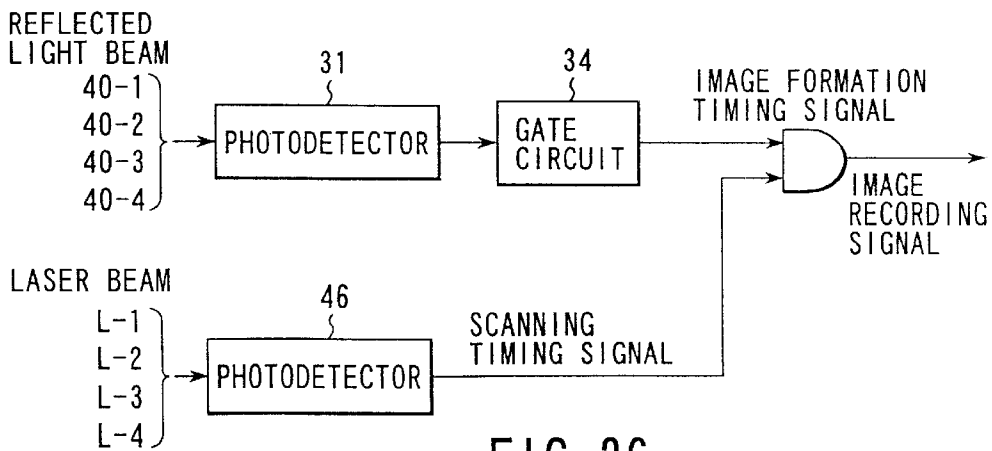 REFLECTED
LIGHT BEAM
40-1
40-2
40-3
40-4
31
PHOTODETECTOR
34
GATE
CIRCUIT
IMAGE FORMATION
TIMING SIGNAL
IMAGE
RECORDING
SIGNAL
LASER BEAM
L-1
L-2
L-3
L-4
46
PHOTODETECTOR
SCANNING
TIMING SIGNAL